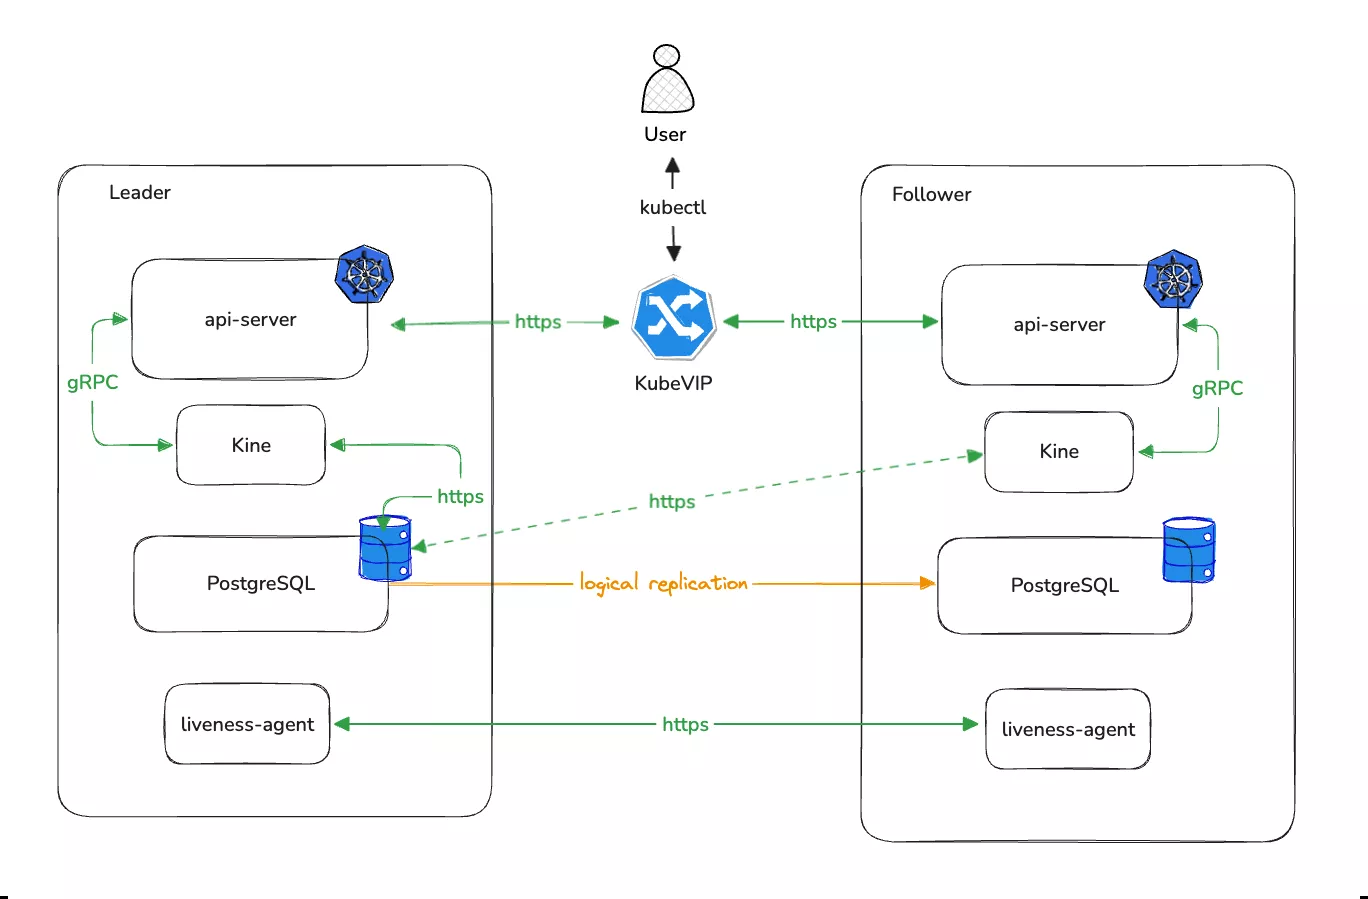 User
kubectl
Leader
Follower
api-server
https
https
api-server
KubeVIP
gRPC
gRPC
Kine
Kine
https
https
PostgreSQL
logical replication
PostgreSQL
liveness-agent
https
liveness-agent